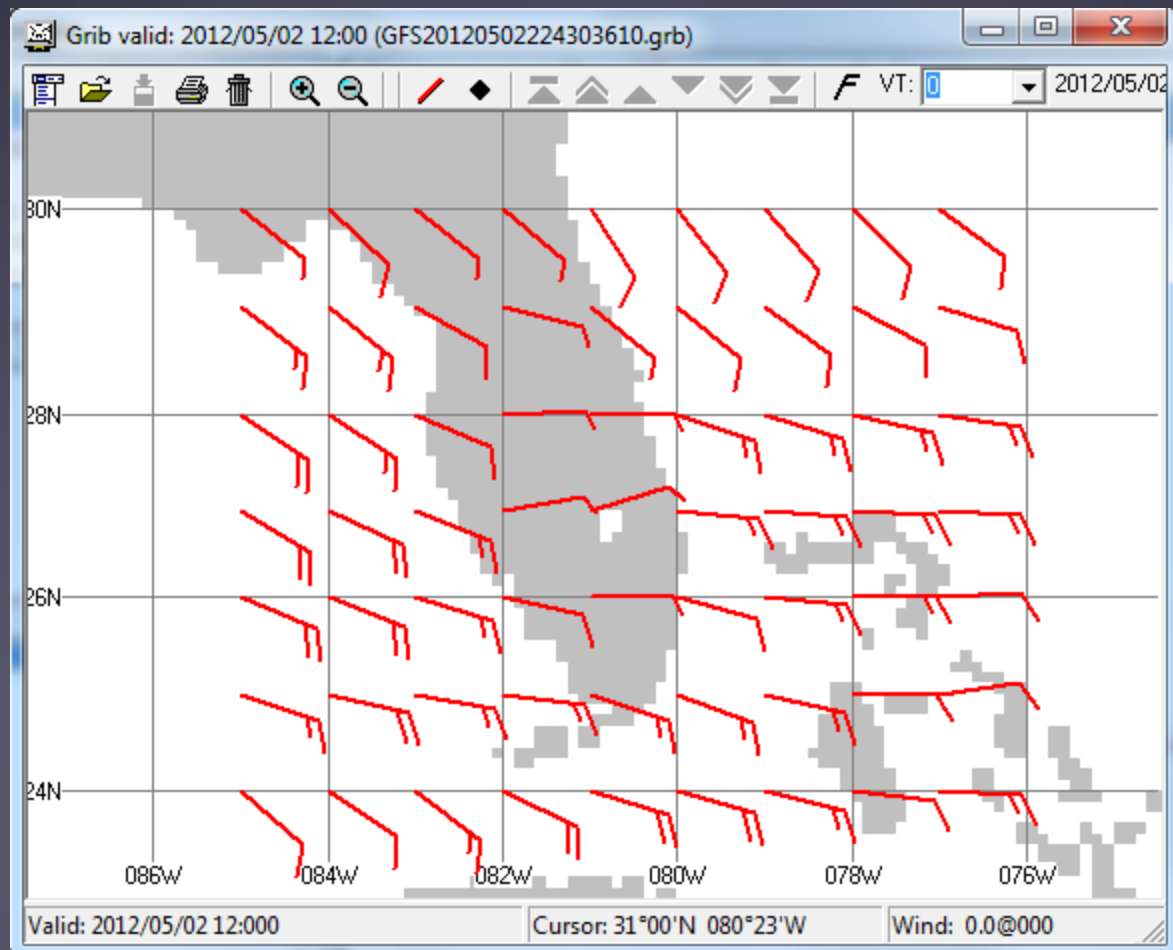 Grib valid: 2012/05/02 12:00 (GFS20120502224303610.grb)
F VT: 0 2012/05/02
30N
28N
26N
24N
086W 084W 082W 080W 078W 076W
Valid: 2012/05/02 12:000 Cursor: 31°00'N 080°23'W Wind: 0.0@000